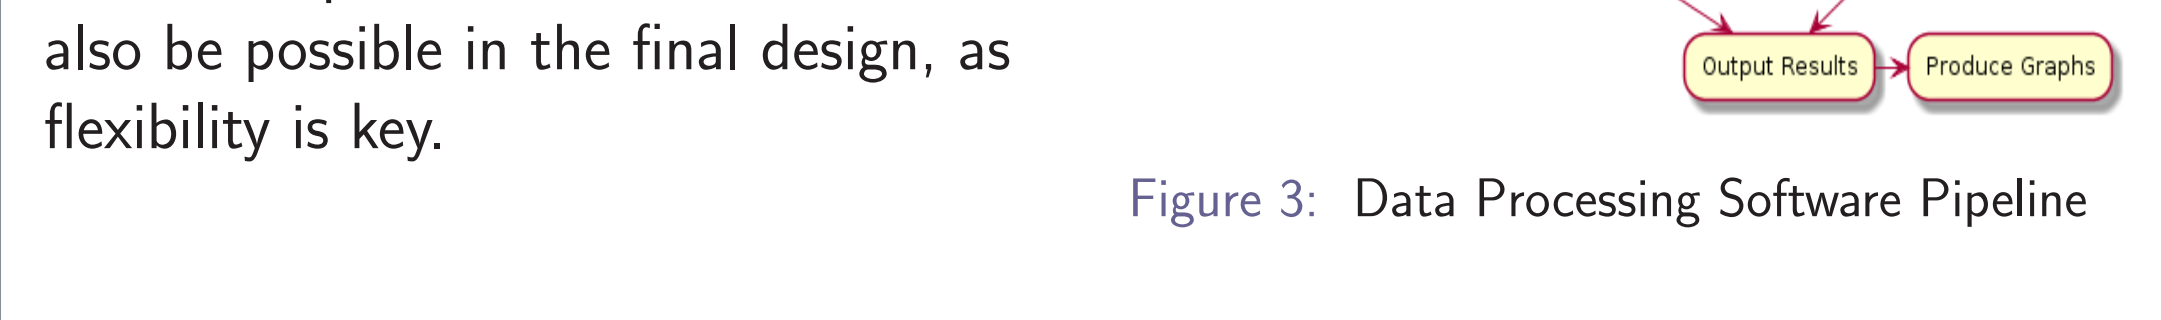 also be possible in the final design, as
flexibility is key.
Output Results
Produce Graphs
Figure 3: Data Processing Software Pipeline